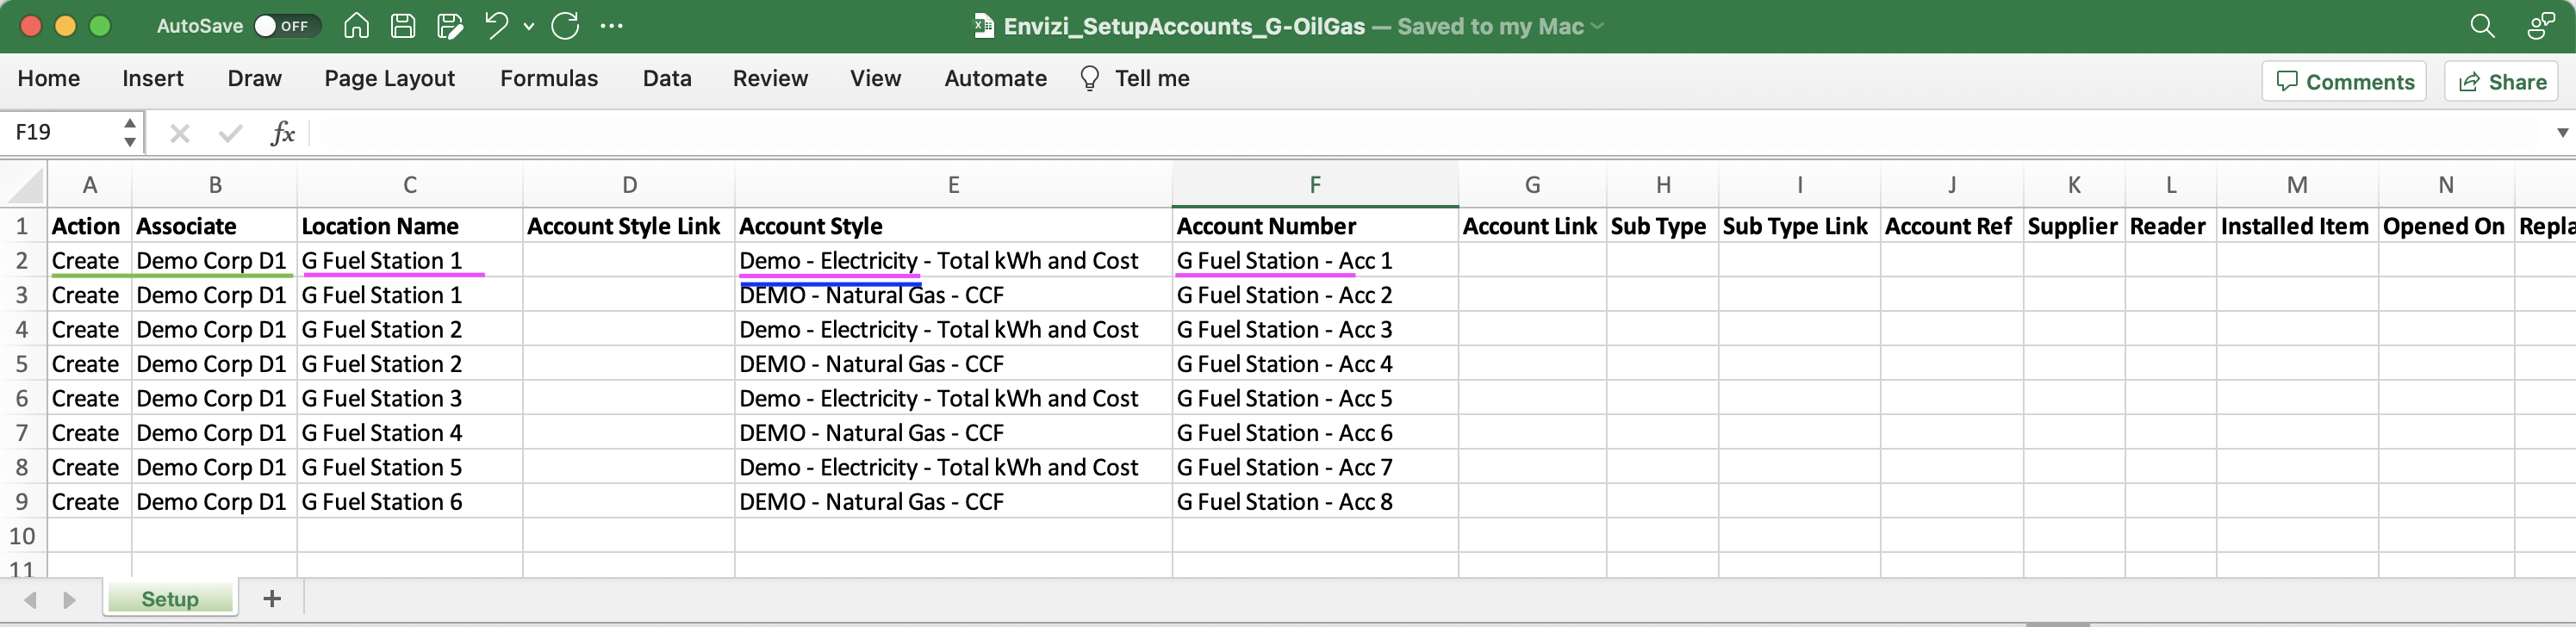 AutoSave OFF Envizi_SetupAccounts_G-OilGas — Saved to my Mac
Home Insert Draw Page Layout Formulas Data Review View Automate Tell me Comments Share
F19 fx
A B C D E F G H I J K L M N
1 Action Associate Location Name Account Style Link Account Style Account Number Account Link Sub Type Sub Type Link Account Ref Supplier Reader Installed Item Opened On Repla
2 Create Demo Corp D1 G Fuel Station 1 Demo - Electricity - Total kWh and Cost G Fuel Station - Acc 1
3 Create Demo Corp D1 G Fuel Station 1 DEMO - Natural Gas - CCF G Fuel Station - Acc 2
4 Create Demo Corp D1 G Fuel Station 2 Demo - Electricity - Total kWh and Cost G Fuel Station - Acc 3
5 Create Demo Corp D1 G Fuel Station 2 DEMO - Natural Gas - CCF G Fuel Station - Acc 4
6 Create Demo Corp D1 G Fuel Station 3 Demo - Electricity - Total kWh and Cost G Fuel Station - Acc 5
7 Create Demo Corp D1 G Fuel Station 4 DEMO - Natural Gas - CCF G Fuel Station - Acc 6
8 Create Demo Corp D1 G Fuel Station 5 Demo - Electricity - Total kWh and Cost G Fuel Station - Acc 7
9 Create Demo Corp D1 G Fuel Station 6 DEMO - Natural Gas - CCF G Fuel Station - Acc 8
10
11
Setup +